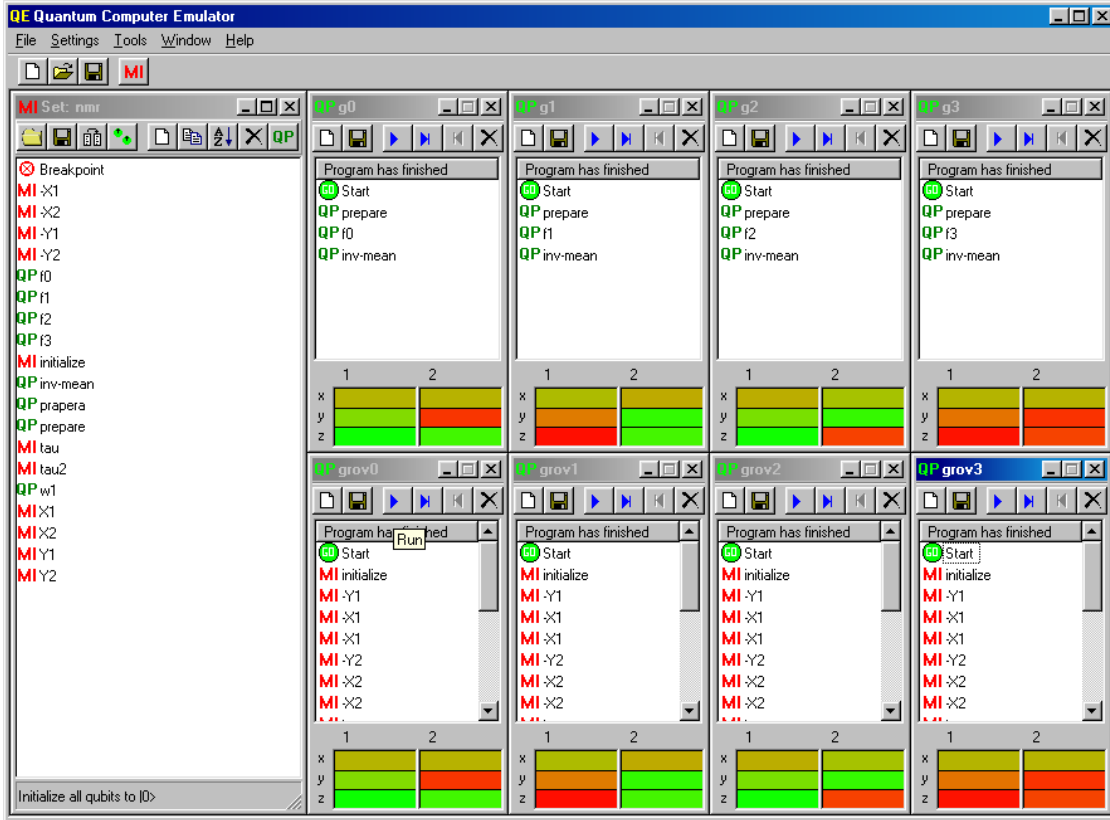 QE Quantum Computer Emulator
File Settings Tools Window Help
MI
MI Set: nmr
QP
Breakpoint
MI -X1
MI -X2
MI -Y1
MI -Y2
QP f0
QP f1
QP f2
QP f3
MI initialize
QP inv-mean
QP prapera
QP prepare
MI tau
MI tau2
QP w1
MI X1
MI X2
MI Y1
MI Y2
Initialize all qubits to |0>
QP g0
Program has finished
GO Start
QP prepare
QP f0
QP inv-mean
1 2
x
y
z
QP g1
Program has finished
GO Start
QP prepare
QP f1
QP inv-mean
1 2
x
y
z
QP g2
Program has finished
GO Start
QP prepare
QP f2
QP inv-mean
1 2
x
y
z
QP g3
Program has finished
GO Start
QP prepare
QP f3
QP inv-mean
1 2
x
y
z
QP grov0
Program has finished
Run
GO Start
MI initialize
MI -Y1
MI -X1
MI -X1
MI -Y2
MI -X2
MI -X2
1 2
x
y
z
QP grov1
Program has finished
GO Start
MI initialize
MI -Y1
MI -X1
MI -X1
MI -Y2
MI -X2
MI -X2
1 2
x
y
z
QP grov2
Program has finished
GO Start
MI initialize
MI -Y1
MI -X1
MI -X1
MI -Y2
MI -X2
MI -X2
1 2
x
y
z
QP grov3
Program has finished
GO Start
MI initialize
MI -Y1
MI -X1
MI -X1
MI -Y2
MI -X2
MI -X2
1 2
x
y
z